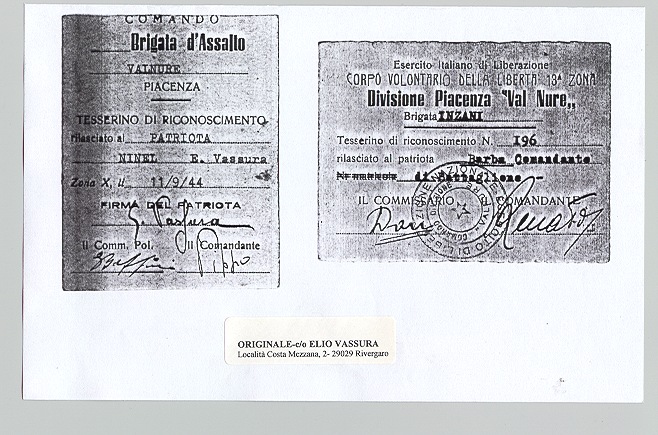 COMANDO
Brigata d'Assalto
VALNURE
PIACENZA
TESSERINO DI RICONOSCIMENTO
rilasciato al PATRIOTA
NINEL E. Vassura
Zona X, il 11/9/44
FIRMA DEL PATRIOTA
E. Vassura
Il Comm. Pol. Il Comandante
Pippo
Esercito Italiano di Liberazione
CORPO VOLONTARIO DELLA LIBERTÀ 13ª ZONA
Divisione Piacenza "Val Nure„
Brigata INZANI
Tesserino di riconoscimento N. 196
rilasciato al patriota Barba Comandante
di Battaglione -
IL COMMISSARIO COMANDANTE
ORIGINALE-c/o ELIO VASSURA
Località Costa Mezzana, 2- 29029 Rivergaro